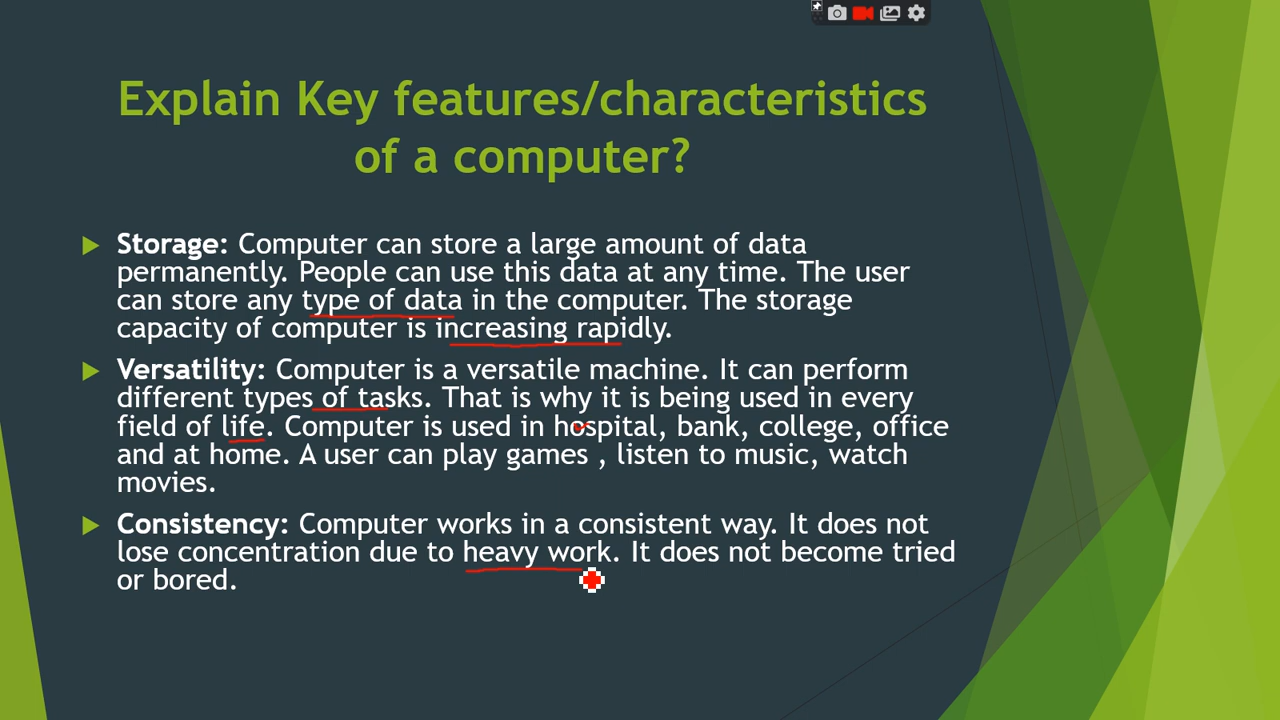 Explain Key features/characteristics
of a computer?
Storage: Computer can store a large amount of data
permanently. People can use this data at any time. The user
can store any type of data in the computer. The storage
capacity of computer is increasing rapidly.
Versatility: Computer is a versatile machine. It can perform
different types of tasks. That is why it is being used in every
field of life. Computer is used in hospital, bank, college, office
and at home. A user can play games , listen to music, watch
movies.
Consistency: Computer works in a consistent way. It does not
lose concentration due to heavy work. It does not become tried
or bored.